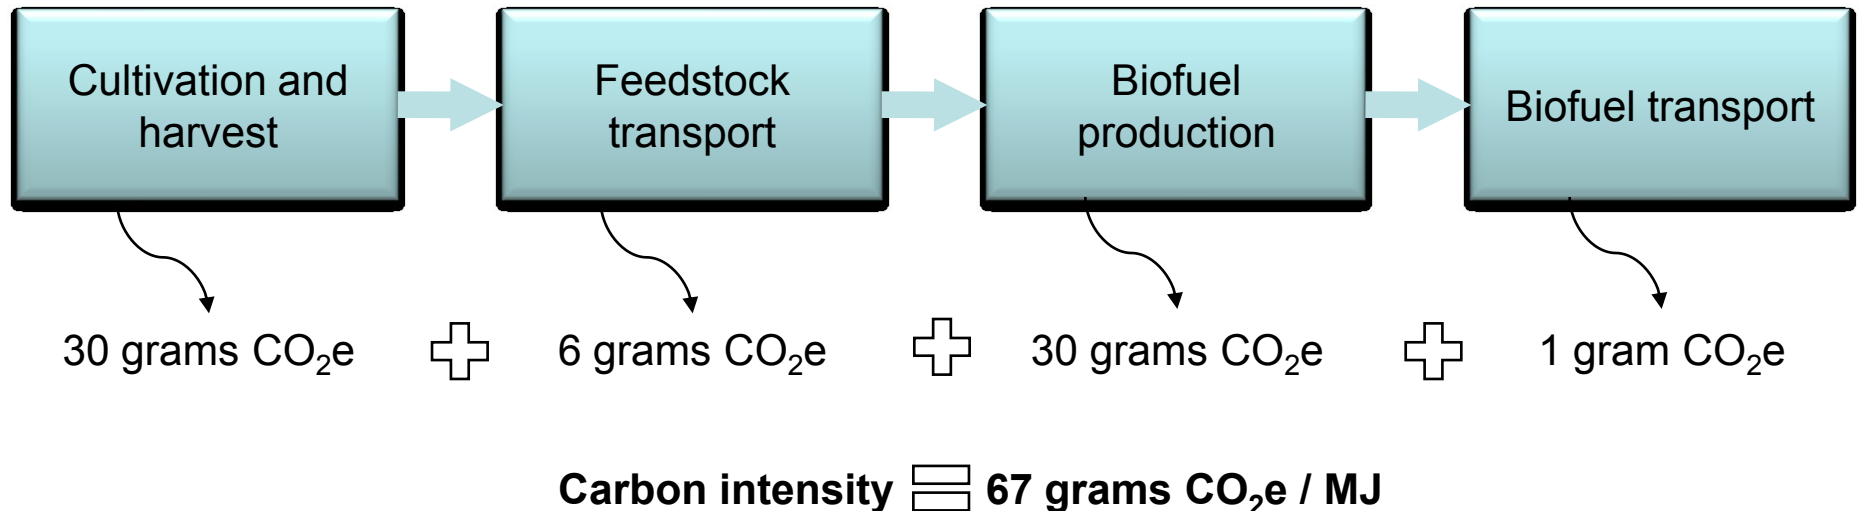 Cultivation and
harvest
Feedstock
transport
Biofuel
production
Biofuel transport
30 grams CO₂e
6 grams CO₂e
30 grams CO₂e
1 gram CO₂e
Carbon intensity = 67 grams CO₂e / MJ